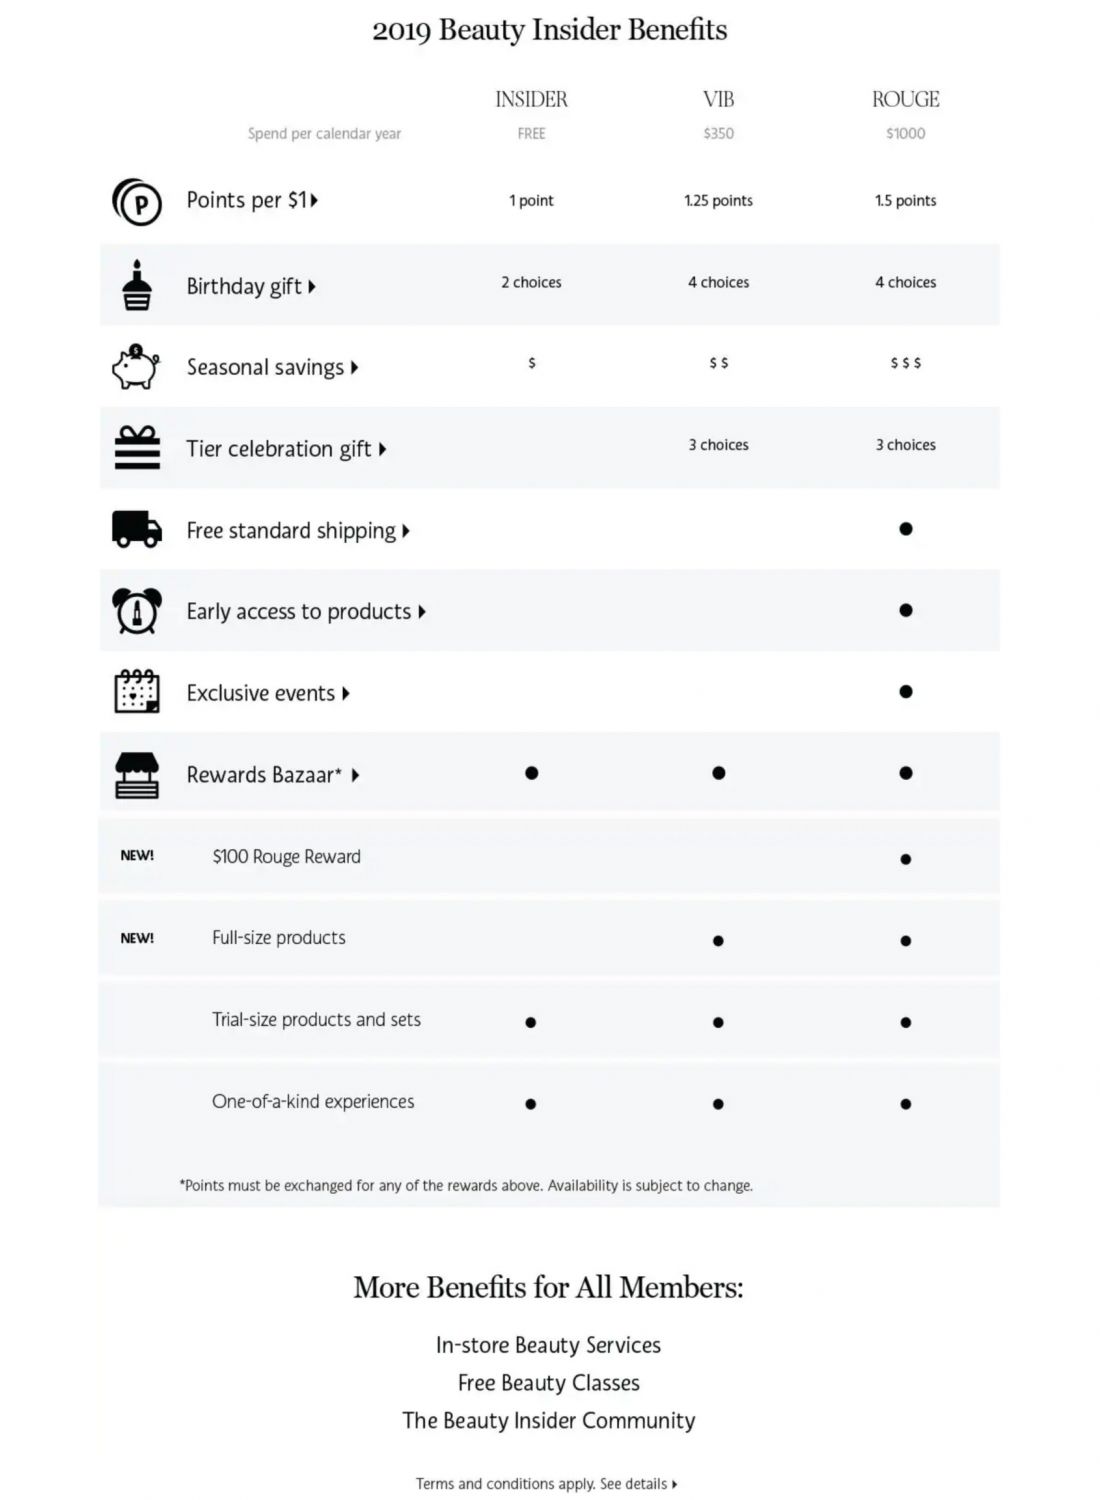 2019 Beauty Insider Benefits
INSIDER VIB ROUGE
Spend per calendar year FREE $350 $1000
P Points per $1 1 point 1.25 points 1.5 points
Birthday gift 2 choices 4 choices 4 choices
Seasonal savings $ $ $ $ $ $
Tier celebration gift 3 choices 3 choices
Free standard shipping ●
Early access to products ●
Exclusive events ●
Rewards Bazaar* ● ● ●
NEW! $100 Rouge Reward ●
NEW! Full-size products ● ●
Trial-size products and sets ● ● ●
One-of-a-kind experiences ● ● ●
*Points must be exchanged for any of the rewards above. Availability is subject to change.
More Benefits for All Members:
In-store Beauty Services
Free Beauty Classes
The Beauty Insider Community
Terms and conditions apply. See details